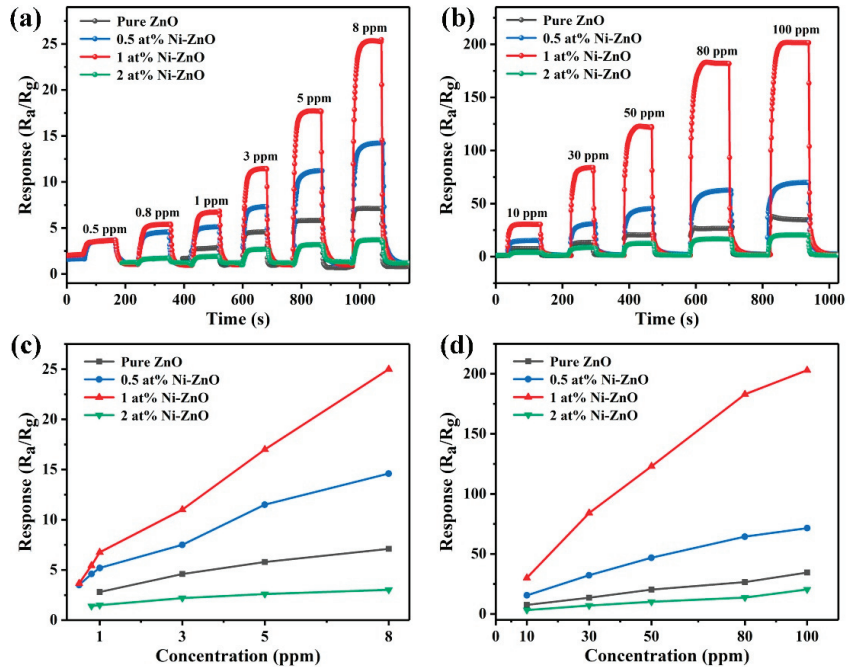 (a)
Pure ZnO
0.5 at% Ni-ZnO
1 at% Ni-ZnO
2 at% Ni-ZnO
0.5 ppm
0.8 ppm
1 ppm
3 ppm
5 ppm
8 ppm
25
20
15
10
5
0
0 200 400 600 800 1000
Response (Ra/Rg)
Time (s)
(b)
Pure ZnO
0.5 at% Ni-ZnO
1 at% Ni-ZnO
2 at% Ni-ZnO
10 ppm
30 ppm
50 ppm
80 ppm
100 ppm
200
150
100
50
0
0 200 400 600 800 1000
Response (Ra/Rg)
Time (s)
(c)
Pure ZnO
0.5 at% Ni-ZnO
1 at% Ni-ZnO
2 at% Ni-ZnO
25
20
15
10
5
0
1 3 5 8
Response (Ra/Rg)
Concentration (ppm)
(d)
Pure ZnO
0.5 at% Ni-ZnO
1 at% Ni-ZnO
2 at% Ni-ZnO
200
150
100
50
0
0 10 30 50 80 100
Response (Ra/Rg)
Concentration (ppm)